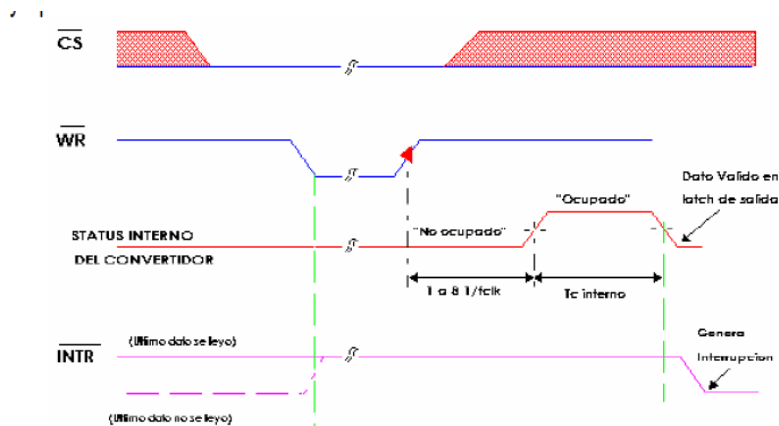 CS
WR
Dato Valido en
latch de salida
"Ocupado"
"No ocupado"
STATUS INTERNO
DEL CONVERTIDOR
1 a 8 1/fclk
Tc interno
INTR
(Ultimo dato se leyo)
Genera
Interrupcion
(Ultimo dato no se leyo)